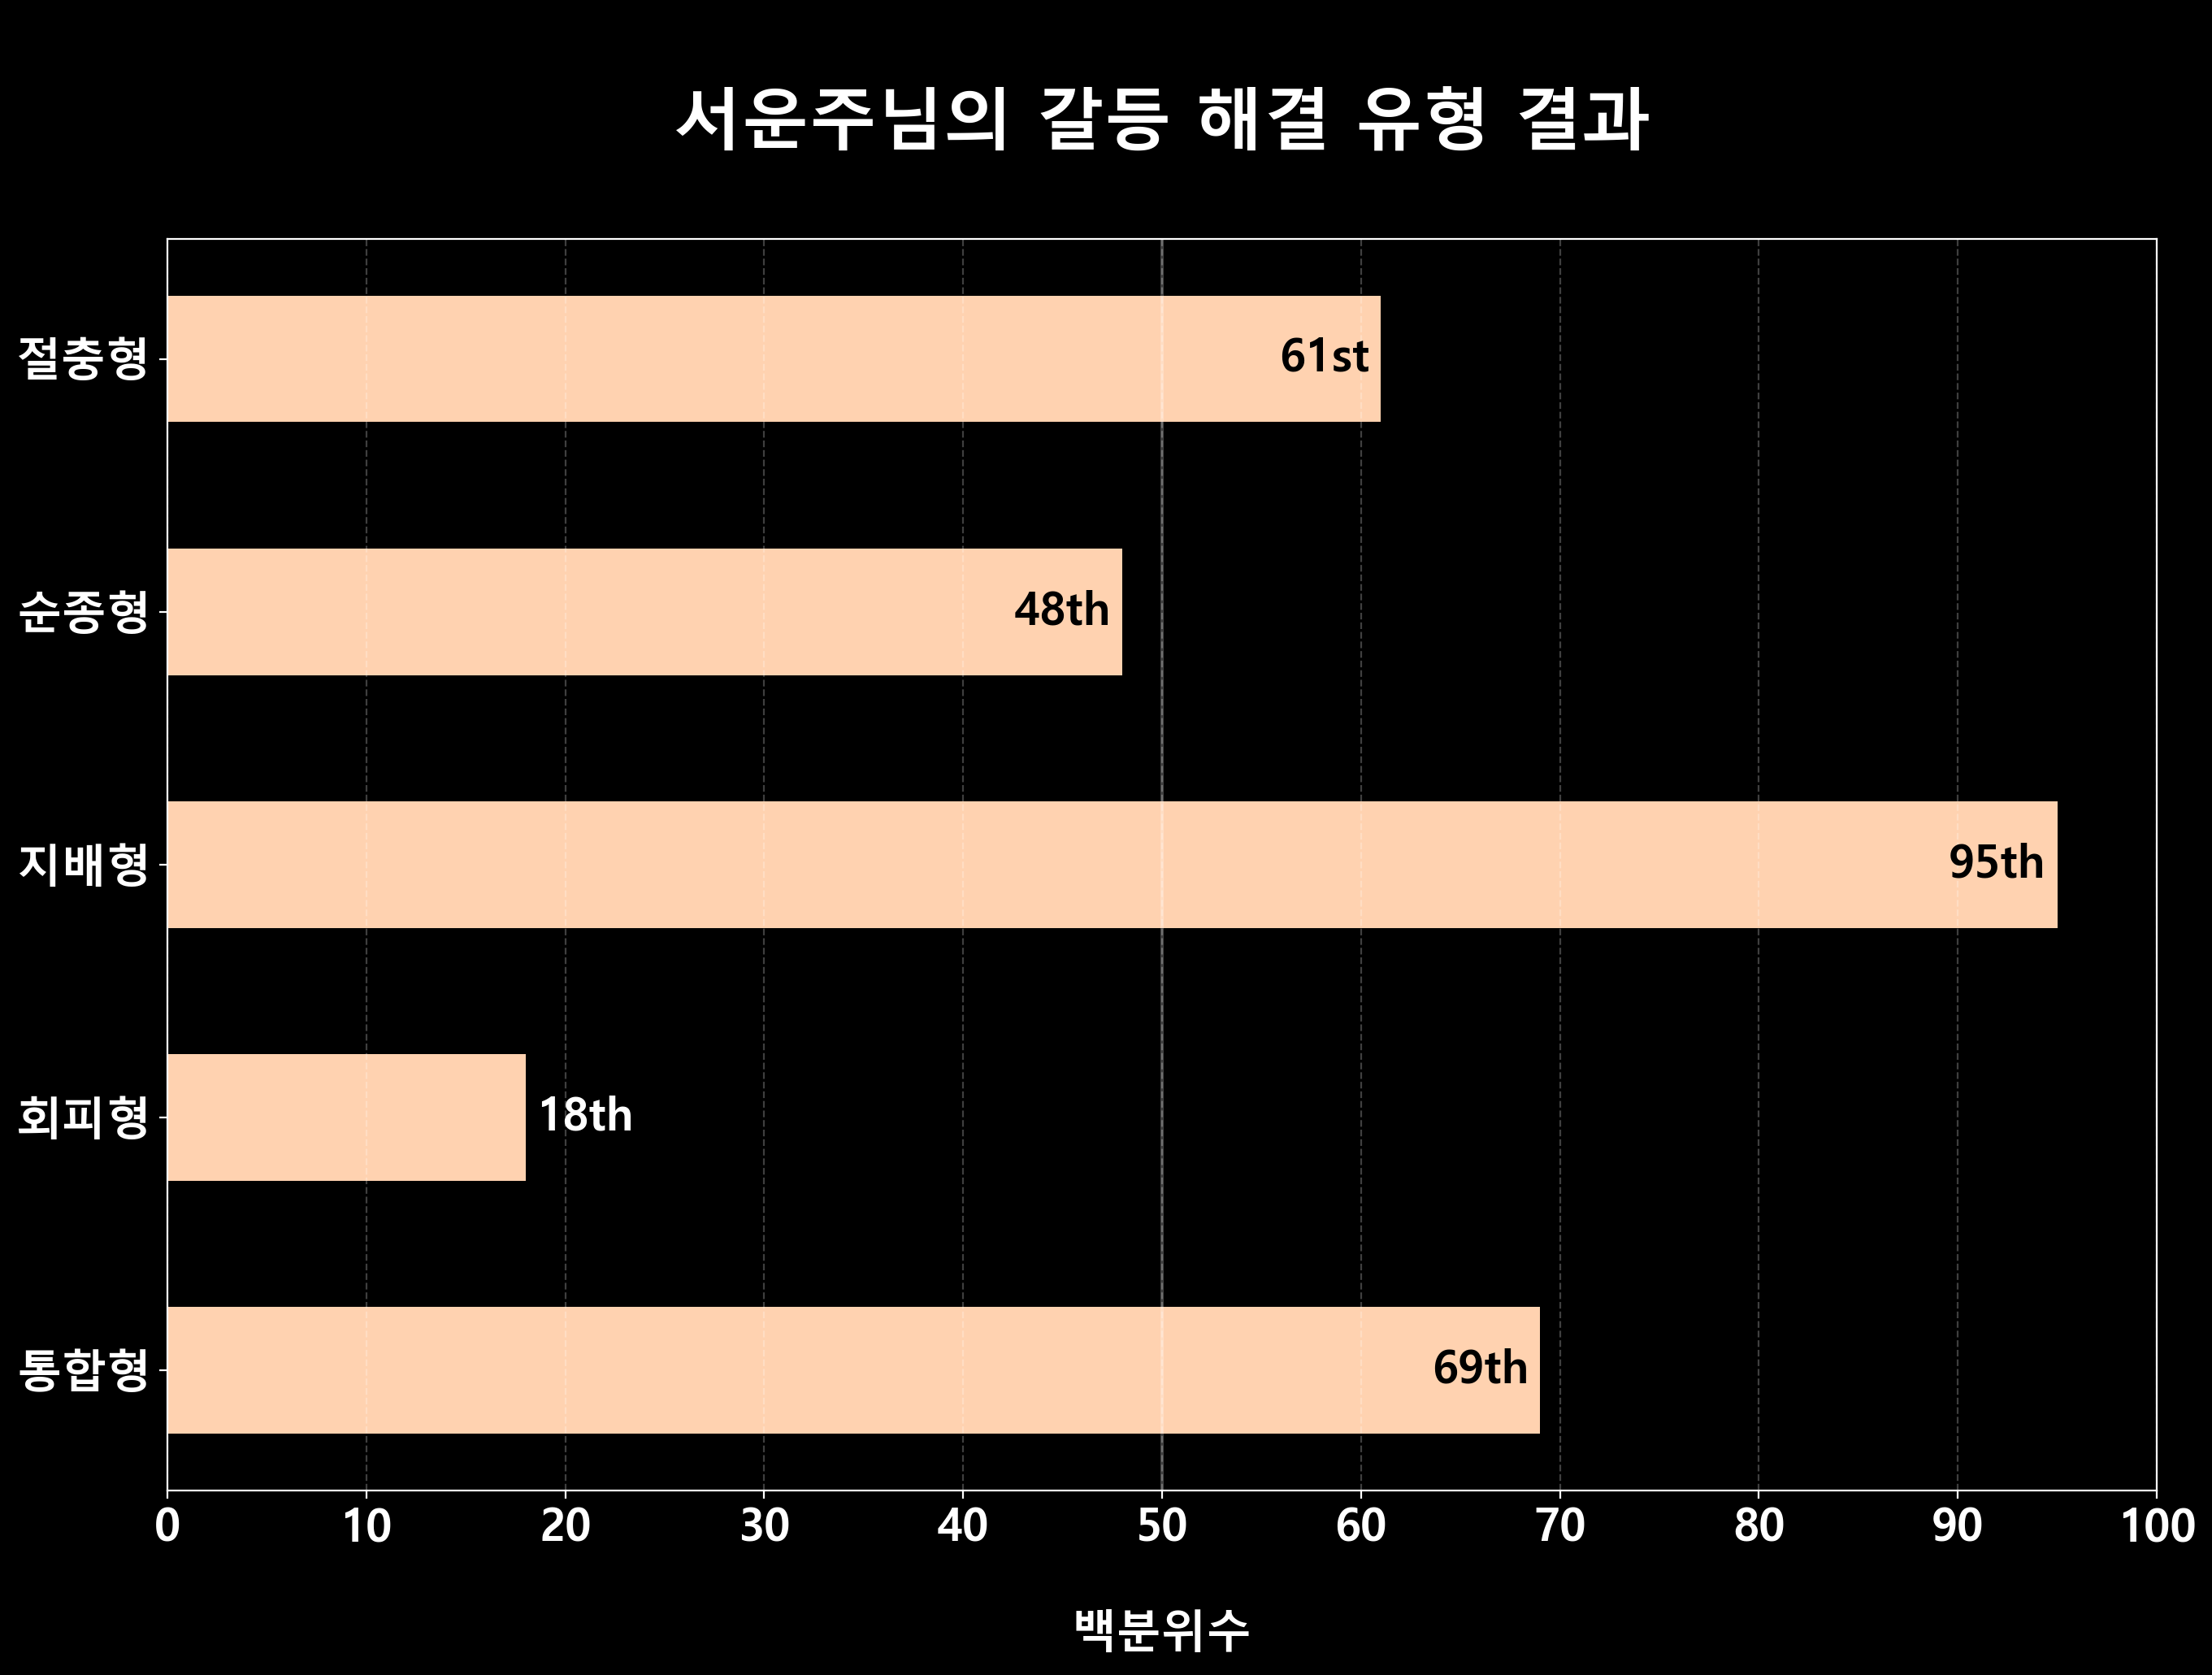 서운주님의 갈등 해결 유형 결과
절충형 61st
순종형 48th
지배형 95th
회피형 18th
통합형 69th
0 10 20 30 40 50 60 70 80 90 100
백분위수